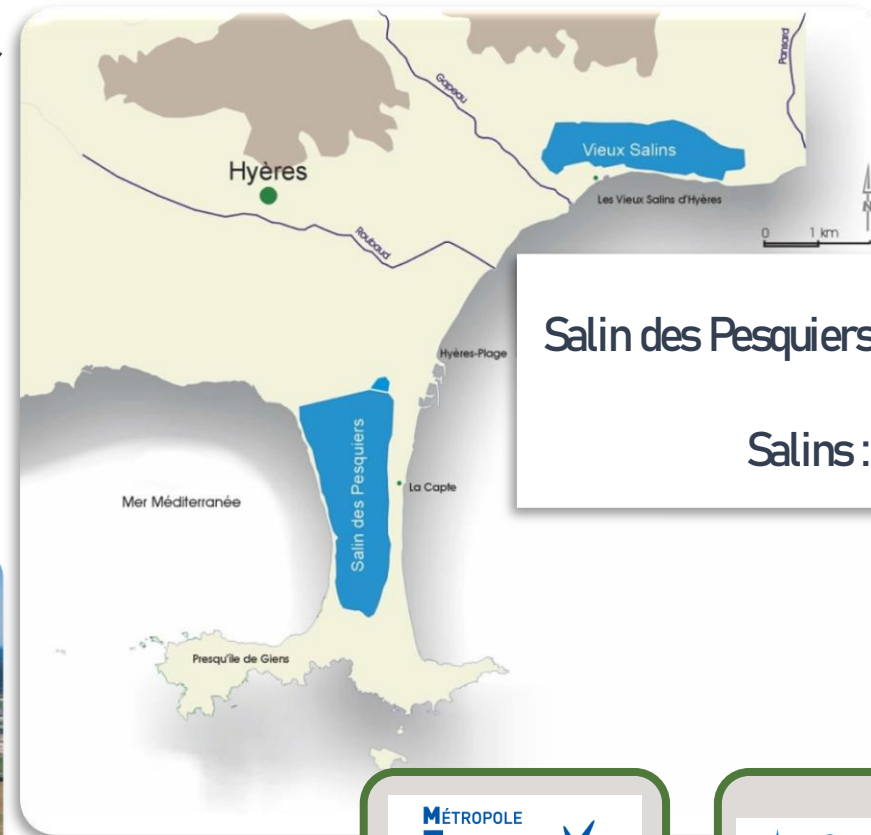 Pansard
Gapeau
Vieux Salins
Hyères
Les Vieux Salins d'Hyères
N
0 1 km
Roubaud
Salin des Pesquiers
Hyères-Plage
Salins :
Salin des Pesquiers
La Capte
Mer Méditerranée
Presqu'île de Giens
MÉTROPOLE